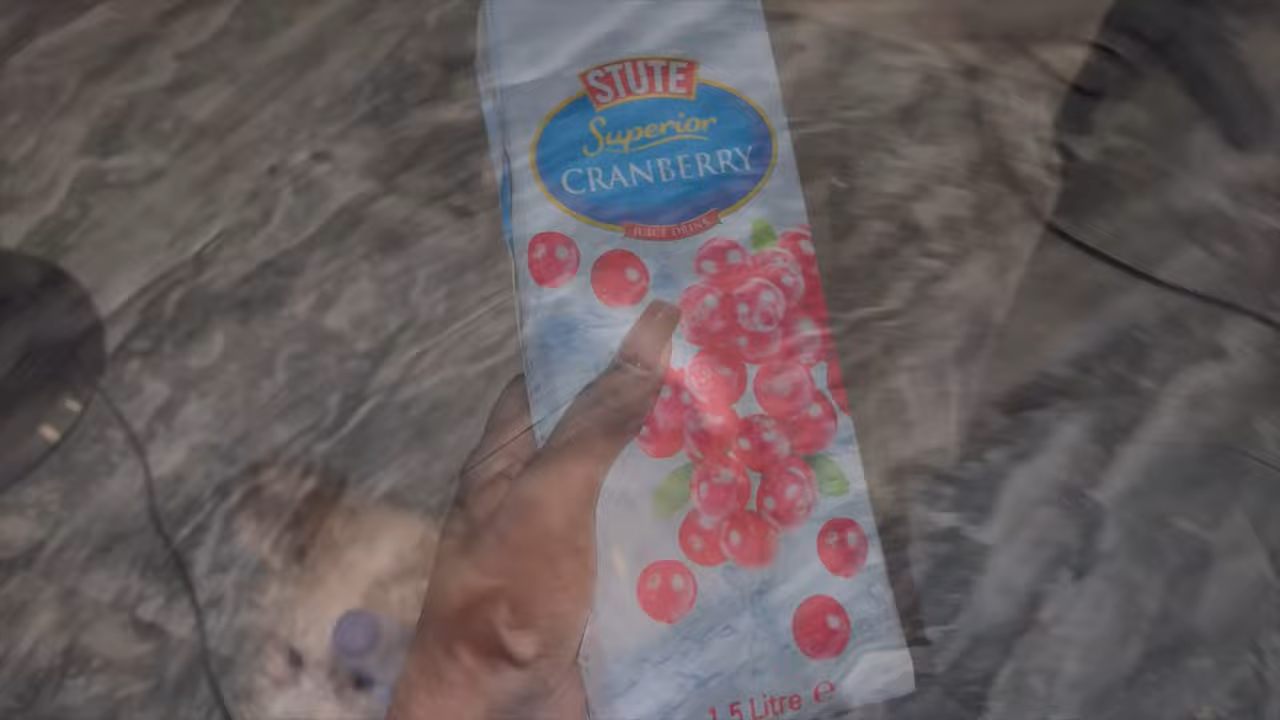 STUTE
Superior
CRANBERRY
JUICE DRINK
1.5 Litre ℮